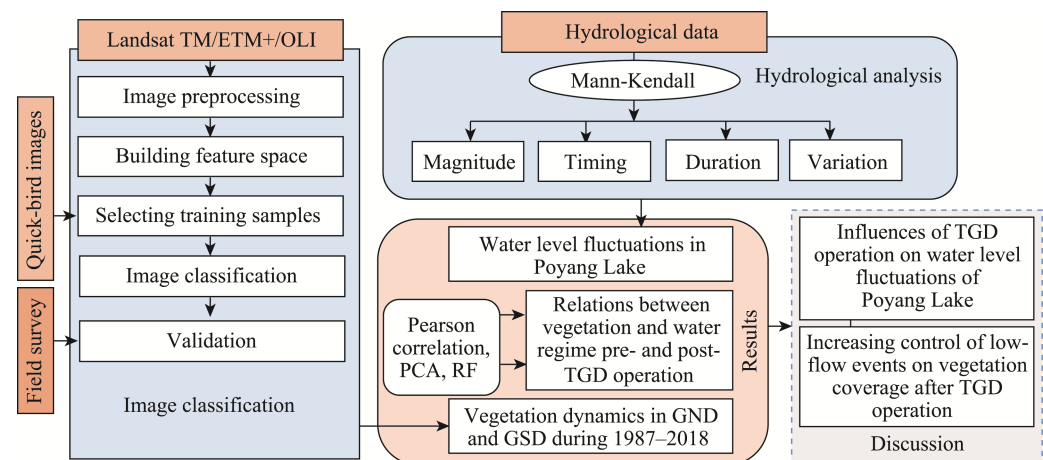 Landsat TM/ETM+/OLI
Image preprocessing
Building feature space
Selecting training samples
Image classification
Validation
Image classification
Quick-bird images
Field survey
Hydrological data
Mann-Kendall
Hydrological analysis
Magnitude
Timing
Duration
Variation
Water level fluctuations in
Poyang Lake
Pearson
correlation,
PCA, RF
Relations between
vegetation and water
regime pre- and post-
TGD operation
Vegetation dynamics in GND
and GSD during 1987–2018
Results
Influences of TGD
operation on water level
fluctuations of
Poyang Lake
Increasing control of low-
flow events on vegetation
coverage after TGD
operation
Discussion